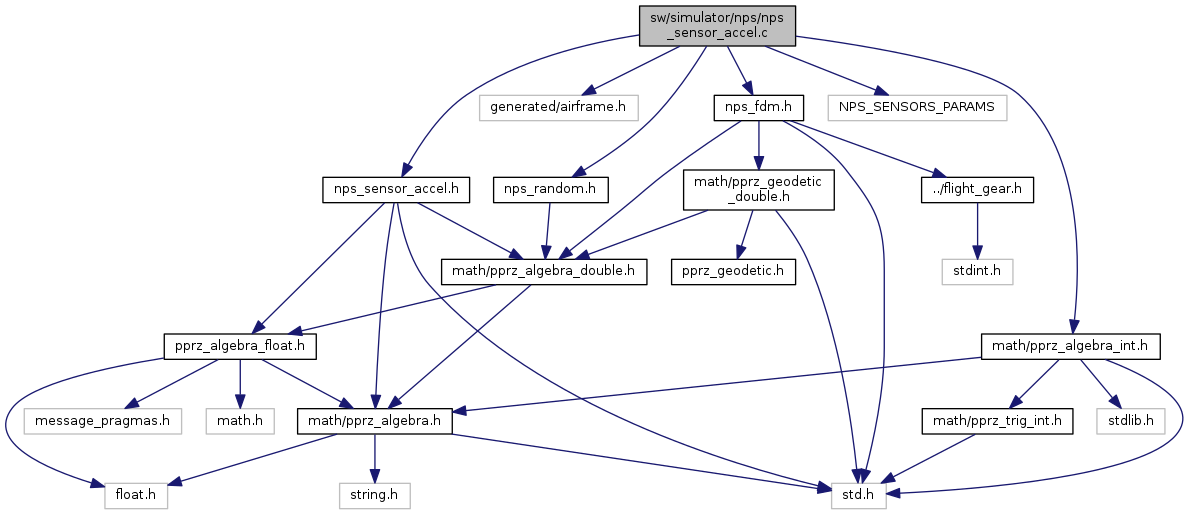 sw/simulator/nps/nps
_sensor_accel.c
generated/airframe.h
nps_fdm.h
NPS_SENSORS_PARAMS
nps_sensor_accel.h
nps_random.h
math/pprz_geodetic
_double.h
../flight_gear.h
math/pprz_algebra_double.h
pprz_geodetic.h
stdint.h
pprz_algebra_float.h
math/pprz_algebra_int.h
message_pragmas.h
math.h
math/pprz_algebra.h
math/pprz_trig_int.h
stdlib.h
float.h
string.h
std.h